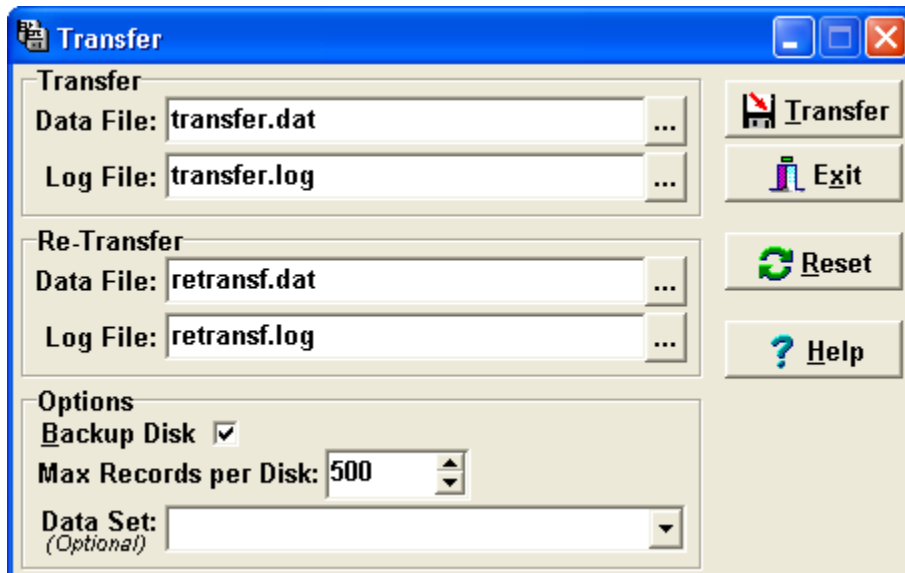 Transfer
Transfer
Data File: transfer.dat ...
Log File: transfer.log ...
Re-Transfer
Data File: retransf.dat ...
Log File: retransf.log ...
Options
Backup Disk
Max Records per Disk: 500
Data Set:
(Optional)
Transfer
Exit
Reset
? Help